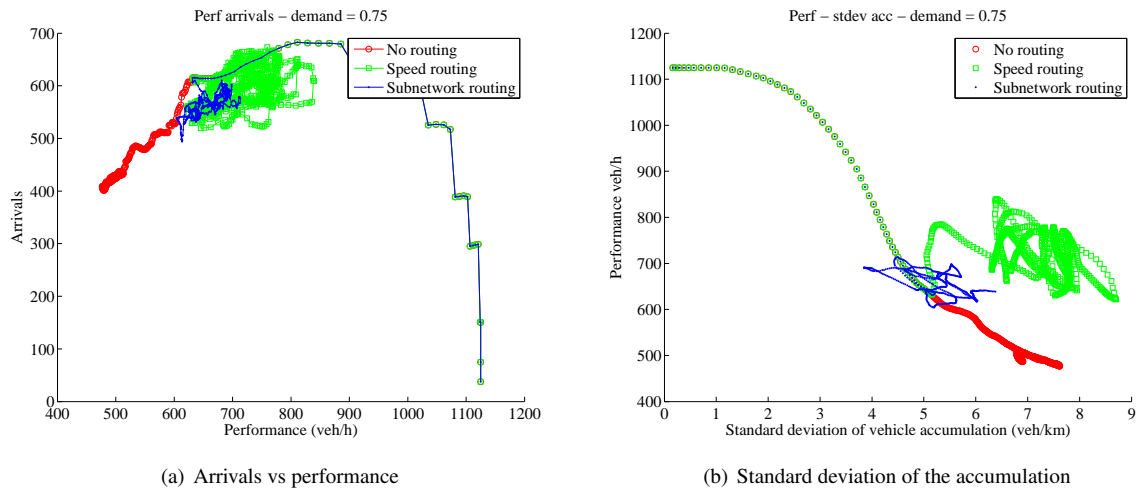 Perf arrivals – demand = 0.75
700
600
500
400
300
200
100
0
Arrivals
No routing
Speed routing
Subnetwork routing
400 500 600 700 800 900 1000 1100 1200
Performance (veh/h)
(a) Arrivals vs performance
Perf – stdev acc – demand = 0.75
1200
1100
1000
900
800
700
600
500
400
Performance veh/h
No routing
Speed routing
Subnetwork routing
0 1 2 3 4 5 6 7 8 9
Standard deviation of vehicle accumulation (veh/km)
(b) Standard deviation of the accumulation